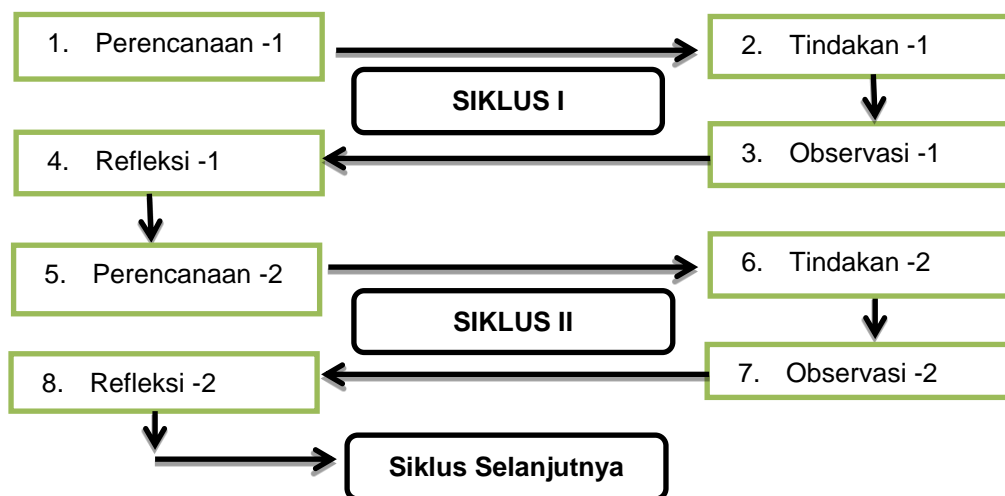 1. Perencanaan -1
2. Tindakan -1
SIKLUS I
4. Refleksi -1
3. Observasi -1
5. Perencanaan -2
6. Tindakan -2
SIKLUS II
8. Refleksi -2
7. Observasi -2
Siklus Selanjutnya